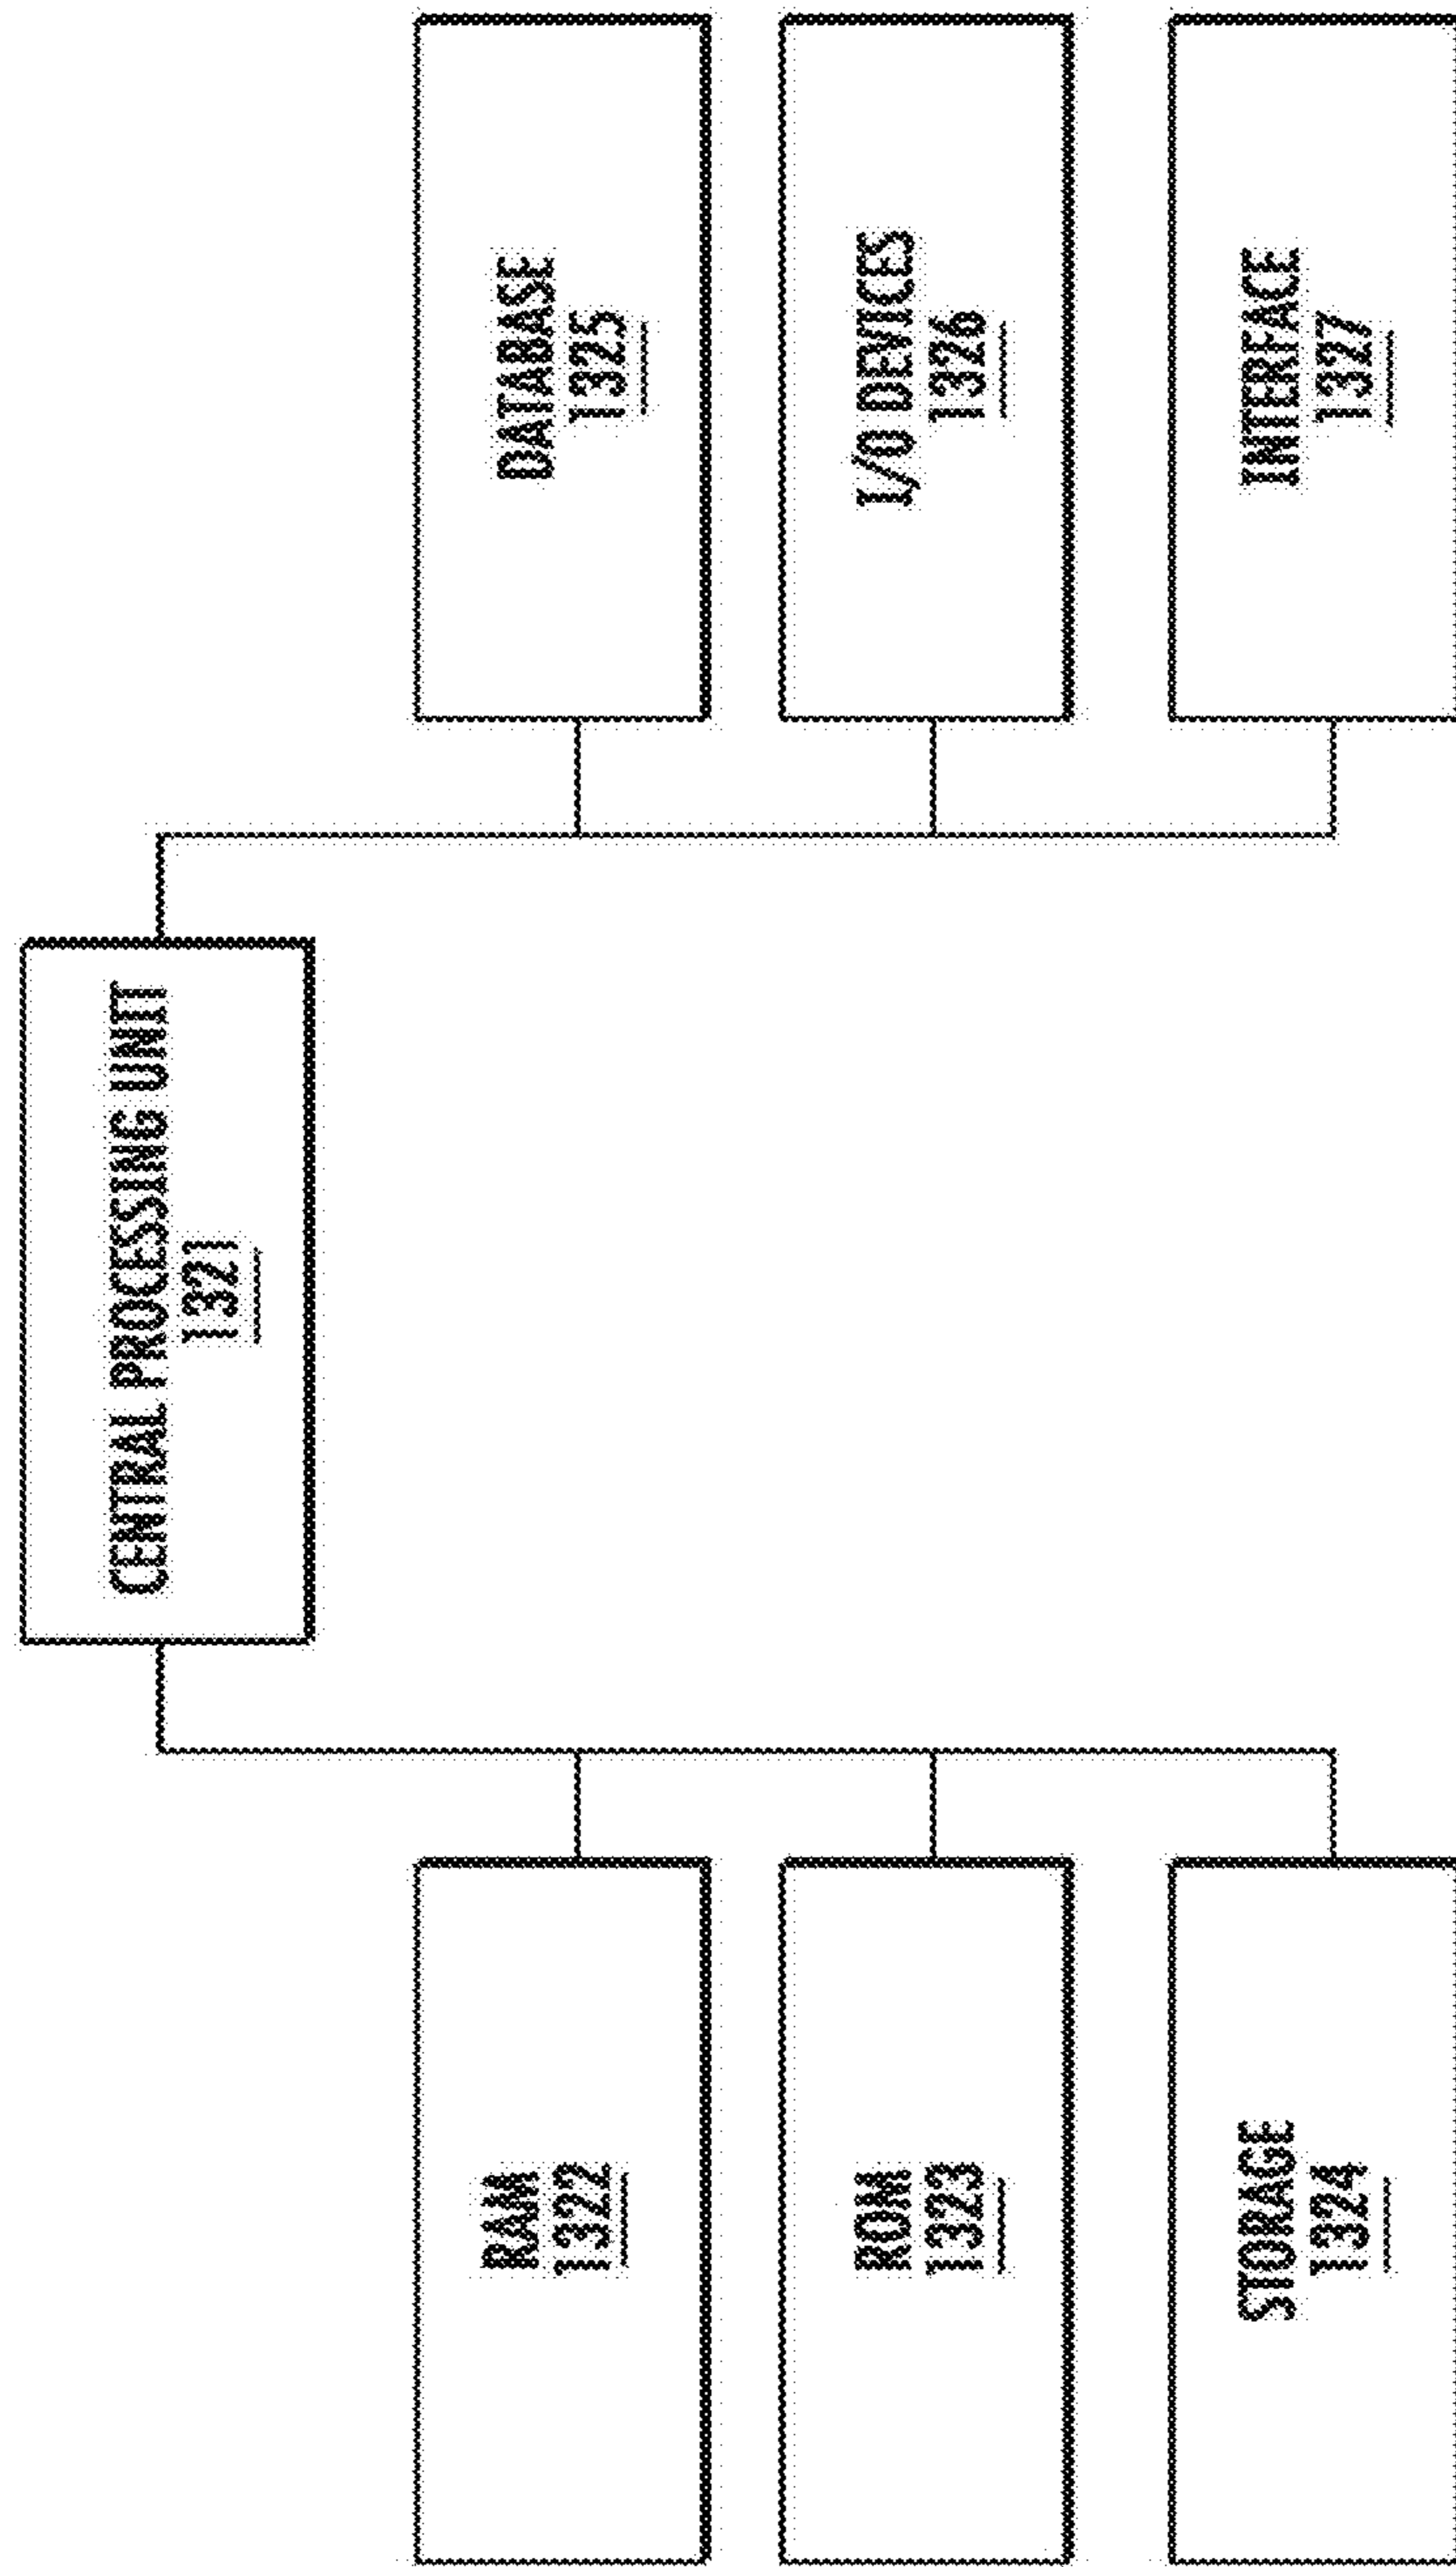 CENTRAL PROCESSING UNIT
1321
RAM
1322
DATABASE
1325
ROM
1323
I/O DEVICES
1326
STORAGE
1324
INTERFACE
1327